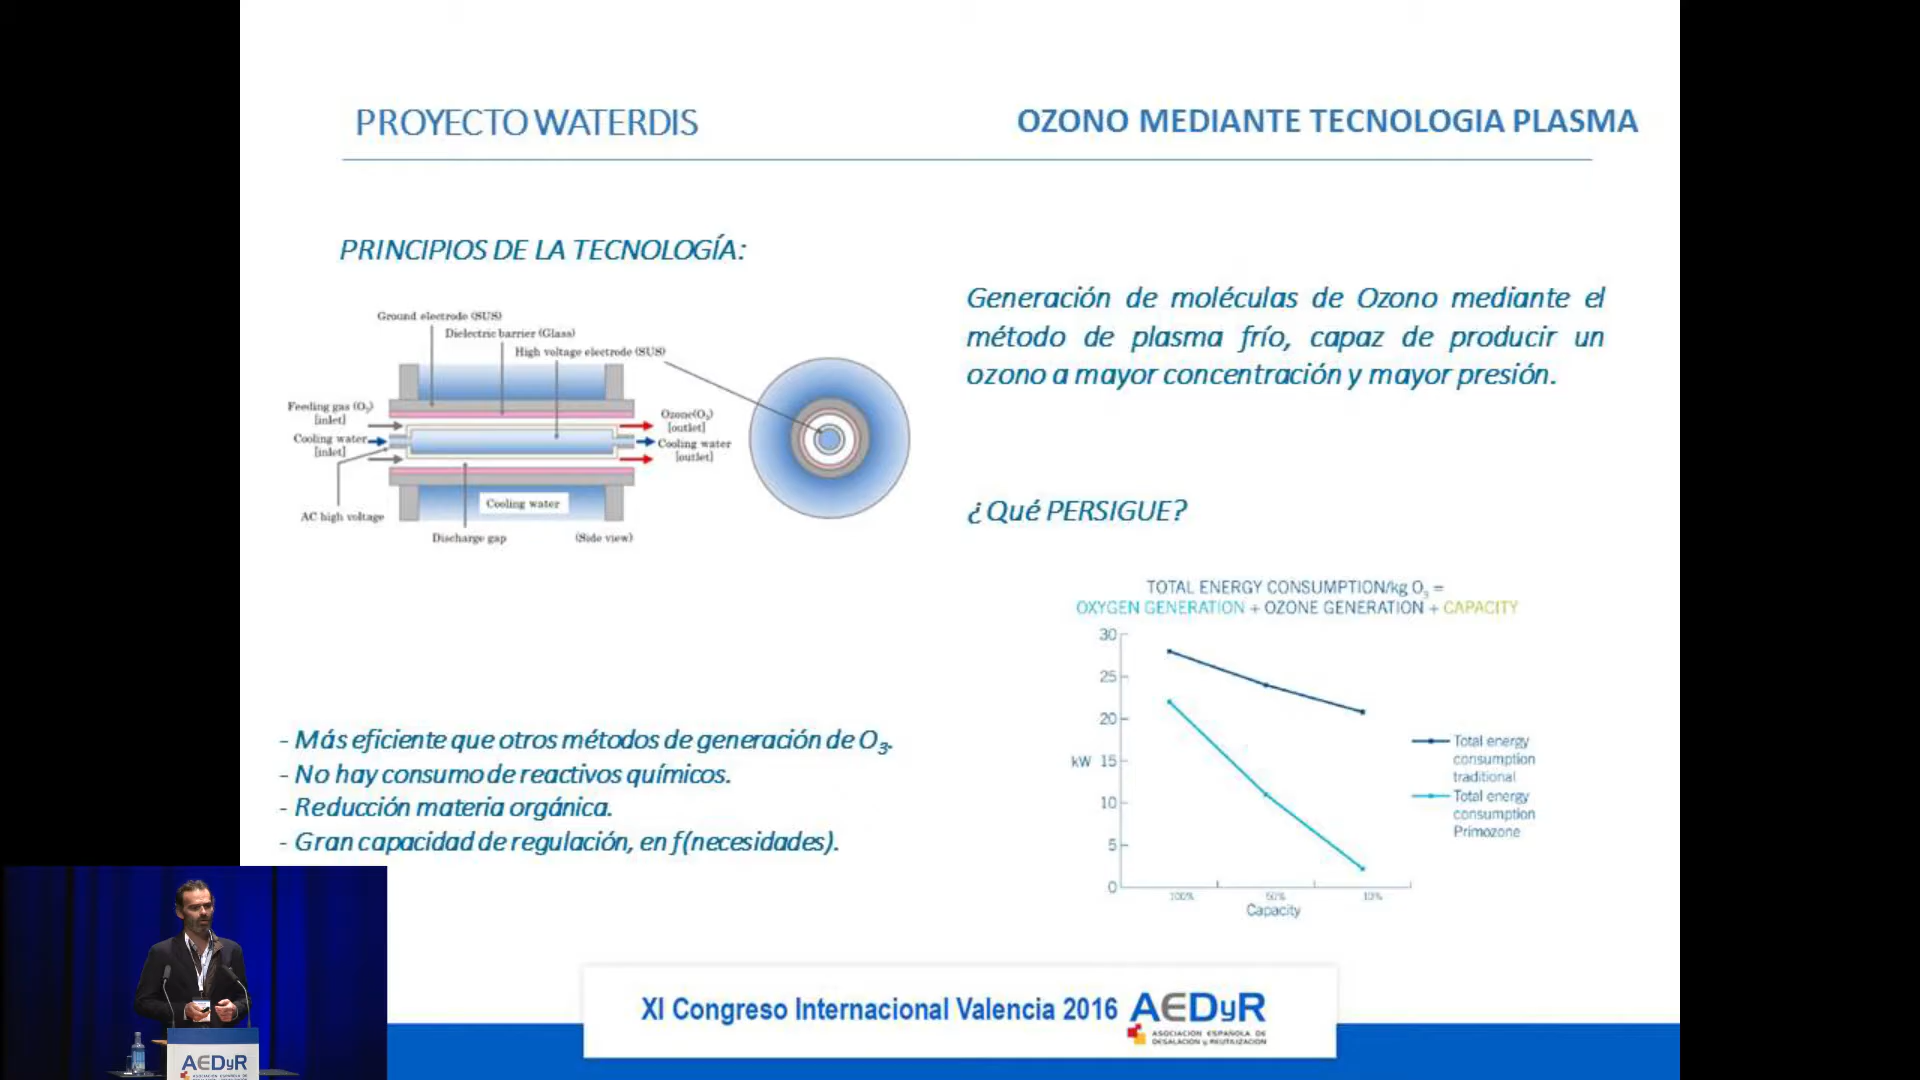 PROYECTO WATERDIS
OZONO MEDIANTE TECNOLOGIA PLASMA
PRINCIPIOS DE LA TECNOLOGÍA:
Ground electrode (SUS)
Dielectric barrier (Glass)
High voltage electrode (SUS)
Feeding gas (O2)
[inlet]
Cooling water
[inlet]
AC high voltage
Ozone(O3)
[outlet]
Cooling water
[outlet]
Cooling water
Discharge gap
(Side view)
- Más eficiente que otros métodos de generación de O3.
- No hay consumo de reactivos químicos.
- Reducción materia orgánica.
- Gran capacidad de regulación, en f(necesidades).
Generación de moléculas de Ozono mediante el
método de plasma frío, capaz de producir un
ozono a mayor concentración y mayor presión.
¿Qué PERSIGUE?
TOTAL ENERGY CONSUMPTION/kg O3 =
OXYGEN GENERATION + OZONE GENERATION + CAPACITY
30
25
20
kW 15
10
5
0
100% 50% 10%
Capacity
Total energy
consumption
traditional
Total energy
consumption
Primozone
XI Congreso Internacional Valencia 2016 AEDyR
ASOCIACIÓN ESPAÑOLA DE
DESALACIÓN y REUTILIZACIÓN
AEDyR
ASOCIACIÓN ESPAÑOLA DE